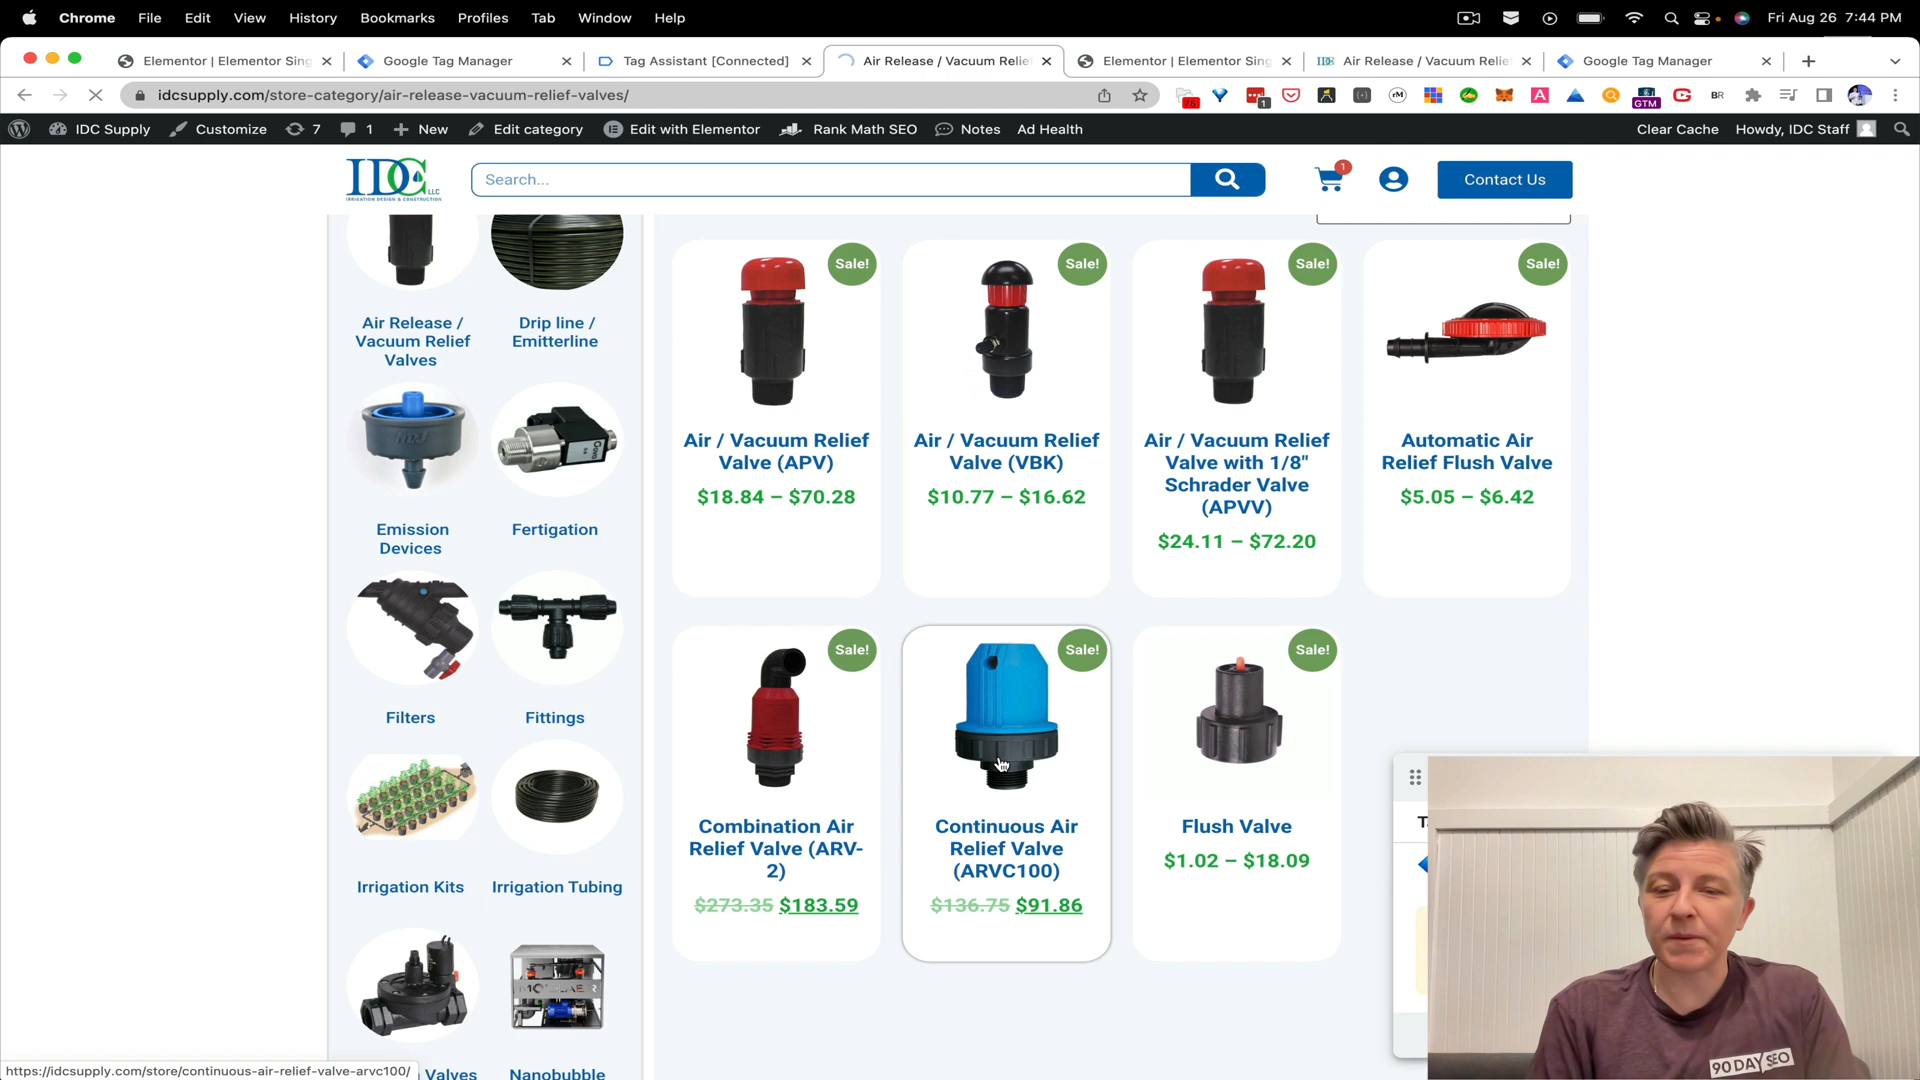 Chrome File Edit View History Bookmarks Profiles Tab Window Help Fri Aug 26 7:44 PM
Elementor | Elementor Sing Google Tag Manager Tag Assistant [Connected] Air Release / Vacuum Relie Elementor | Elementor Sing Air Release / Vacuum Relie Google Tag Manager
idcsupply.com/store-category/air-release-vacuum-relief-valves/
IDC Supply Customize 7 1 New Edit category Edit with Elementor Rank Math SEO Notes Ad Health Clear Cache Howdy, IDC Staff
IDC LLC
IRRIGATION DESIGN & CONSTRUCTION
Search...
1
Contact Us
Air Release /
Vacuum Relief
Valves
Drip line /
Emitterline
Emission
Devices
Fertigation
Filters
Fittings
Irrigation Kits
Irrigation Tubing
Valves
Nanobubble
Sale!
Air / Vacuum Relief
Valve (APV)
$18.84 – $70.28
Sale!
Air / Vacuum Relief
Valve (VBK)
$10.77 – $16.62
Sale!
Air / Vacuum Relief
Valve with 1/8"
Schrader Valve
(APVV)
$24.11 – $72.20
Sale!
Automatic Air
Relief Flush Valve
$5.05 – $6.42
Sale!
Combination Air
Relief Valve (ARV-
2)
$273.35 $183.59
Sale!
Continuous Air
Relief Valve
(ARVC100)
$136.75 $91.86
Sale!
Flush Valve
$1.02 – $18.09
90 DAY SEO
https://idcsupply.com/store/continuous-air-relief-valve-arvc100/